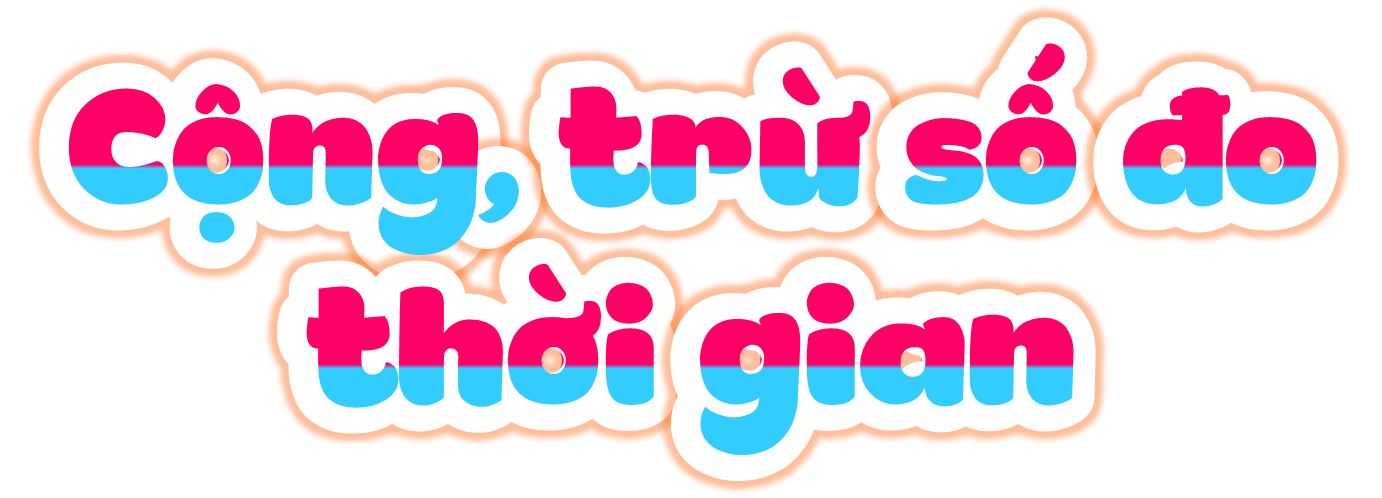 Cộng, trừ số đo
thời gian